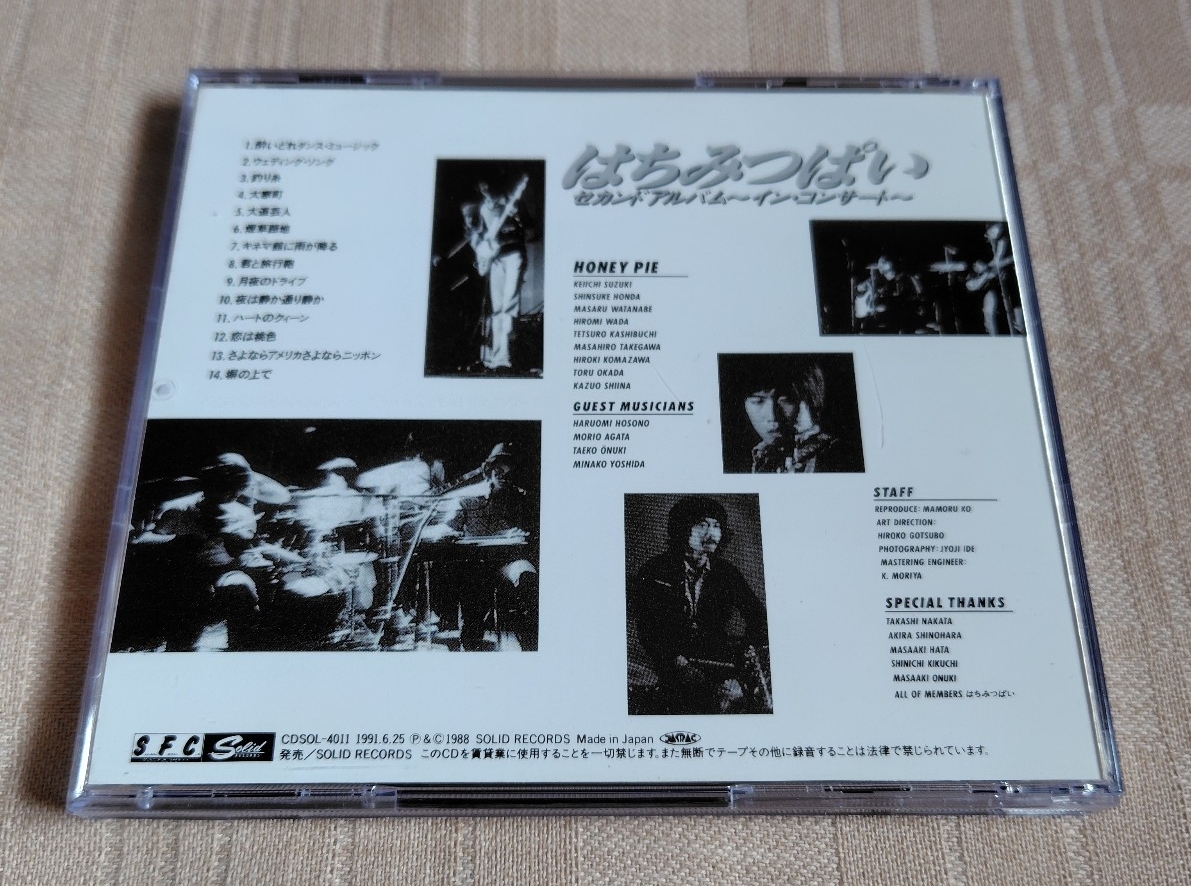 1. 酔いどれダンス・ミュージック
2. ウェディング・ソング
3. 釣り糸
4. 大寒町
5. 大道芸人
6. 煙草路地
7. キネマ館に雨が降る
8. 君と旅行鞄
9. 月夜のドライブ
10. 夜は静か通り静か
11. ハートのクィーン
12. 恋は桃色
13. さよならアメリカさよならニッポン
14. 塀の上で
はちみつぱい
セカンドアルバム〜イン・コンサート〜
HONEY PIE
KEIICHI SUZUKI
SHINSUKE HONDA
MASARU WATANABE
HIROMI WADA
TETSURO KASHIBUCHI
MASAHIRO TAKEGAWA
HIROKI KOMAZAWA
TORU OKADA
KAZUO SHIINA
GUEST MUSICIANS
HARUOMI HOSONO
MORIO AGATA
TAEKO ŌNUKI
MINAKO YOSHIDA
STAFF
REPRODUCE: MAMORU KO
ART DIRECTION:
HIROKO GOTSUBO
PHOTOGRAPHY: JYOJI IDE
MASTERING ENGINEER:
K. MORIYA
SPECIAL THANKS
TAKASHI NAKATA
AKIRA SHINOHARA
MASAAKI HATA
SHINICHI KIKUCHI
MASAAKI ONUKI
ALL OF MEMBERS はちみつぱい
SFC Solid RECORDS CDSOL-4011 1991.6.25 Ⓟ&©1988 SOLID RECORDS Made in Japan JASRAC
発売／SOLID RECORDS このCDを賃貸業に使用することを一切禁じます。また無断でテープその他に録音することは法律で禁じられています。